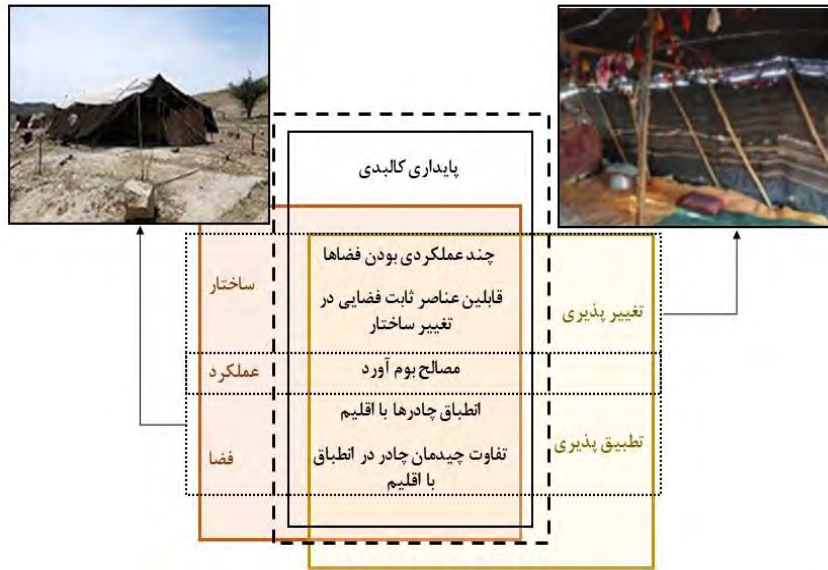 پایداری کالبدی
چند عملکردی بودن فضاها
ساختار
قابلین عناصر ثابت فضایی در
تغییر ساختار
تغییر پذیری
مصالح بوم آورد
عملکرد
انطباق چادرها با اقلیم
تطبیق پذیری
تفاوت چیدمان چادر در انطباق
با اقلیم
فضا